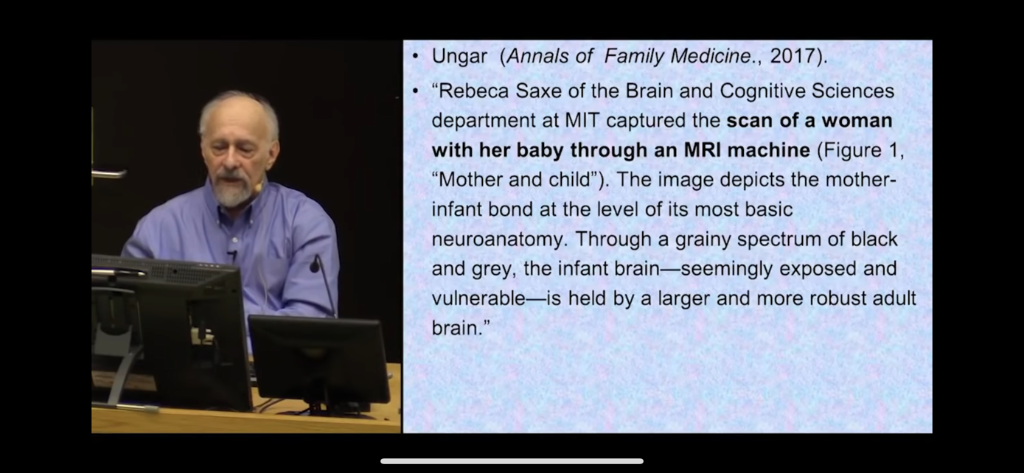 • Ungar (Annals of Family Medicine., 2017).
• “Rebeca Saxe of the Brain and Cognitive Sciences
department at MIT captured the scan of a woman
with her baby through an MRI machine (Figure 1,
“Mother and child”). The image depicts the mother-
infant bond at the level of its most basic
neuroanatomy. Through a grainy spectrum of black
and grey, the infant brain—seemingly exposed and
vulnerable—is held by a larger and more robust adult
brain.”